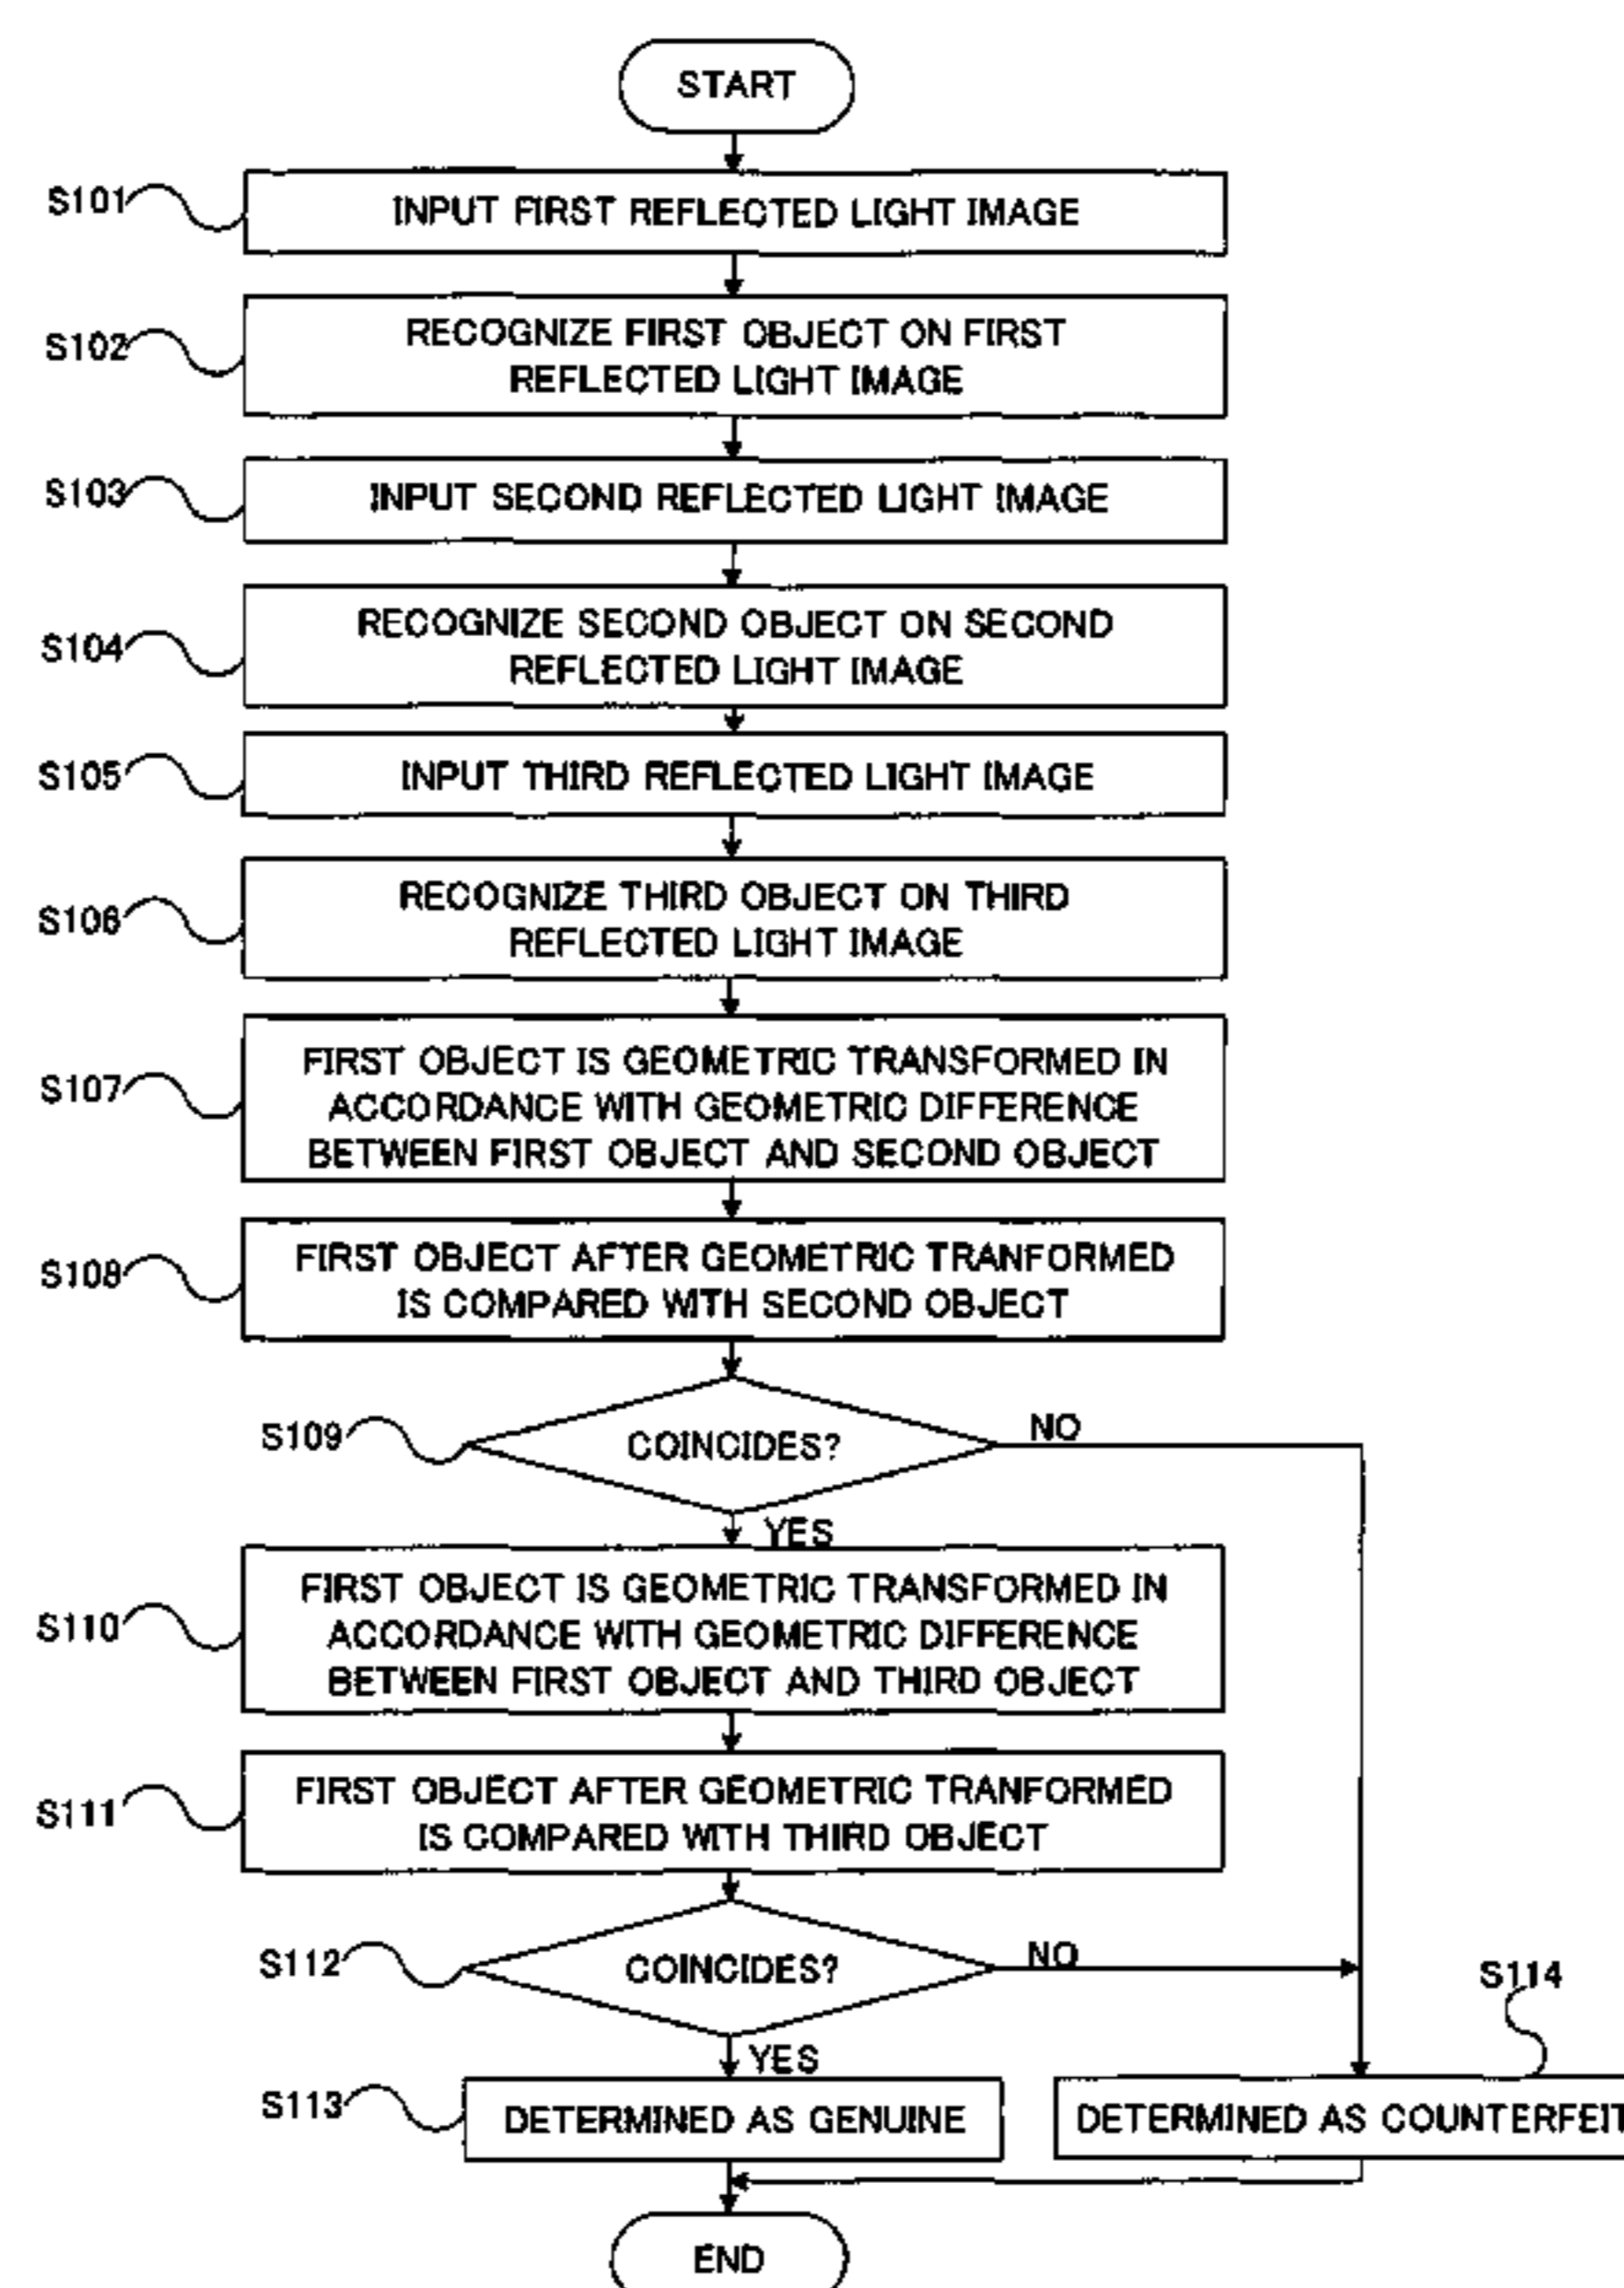 START
S101
INPUT FIRST REFLECTED LIGHT IMAGE
S102
RECOGNIZE FIRST OBJECT ON FIRST
REFLECTED LIGHT IMAGE
S103
INPUT SECOND REFLECTED LIGHT IMAGE
S104
RECOGNIZE SECOND OBJECT ON SECOND
REFLECTED LIGHT IMAGE
S105
INPUT THIRD REFLECTED LIGHT IMAGE
S106
RECOGNIZE THIRD OBJECT ON THIRD
REFLECTED LIGHT IMAGE
S107
FIRST OBJECT IS GEOMETRIC TRANSFORMED IN
ACCORDANCE WITH GEOMETRIC DIFFERENCE
BETWEEN FIRST OBJECT AND SECOND OBJECT
S108
FIRST OBJECT AFTER GEOMETRIC TRANFORMED
IS COMPARED WITH SECOND OBJECT
S109
COINCIDES?
NO
YES
S110
FIRST OBJECT IS GEOMETRIC TRANSFORMED IN
ACCORDANCE WITH GEOMETRIC DIFFERENCE
BETWEEN FIRST OBJECT AND THIRD OBJECT
S111
FIRST OBJECT AFTER GEOMETRIC TRANFORMED
IS COMPARED WITH THIRD OBJECT
S112
COINCIDES?
NO
YES
S113
DETERMINED AS GENUINE
S114
DETERMINED AS COUNTERFEIT
END